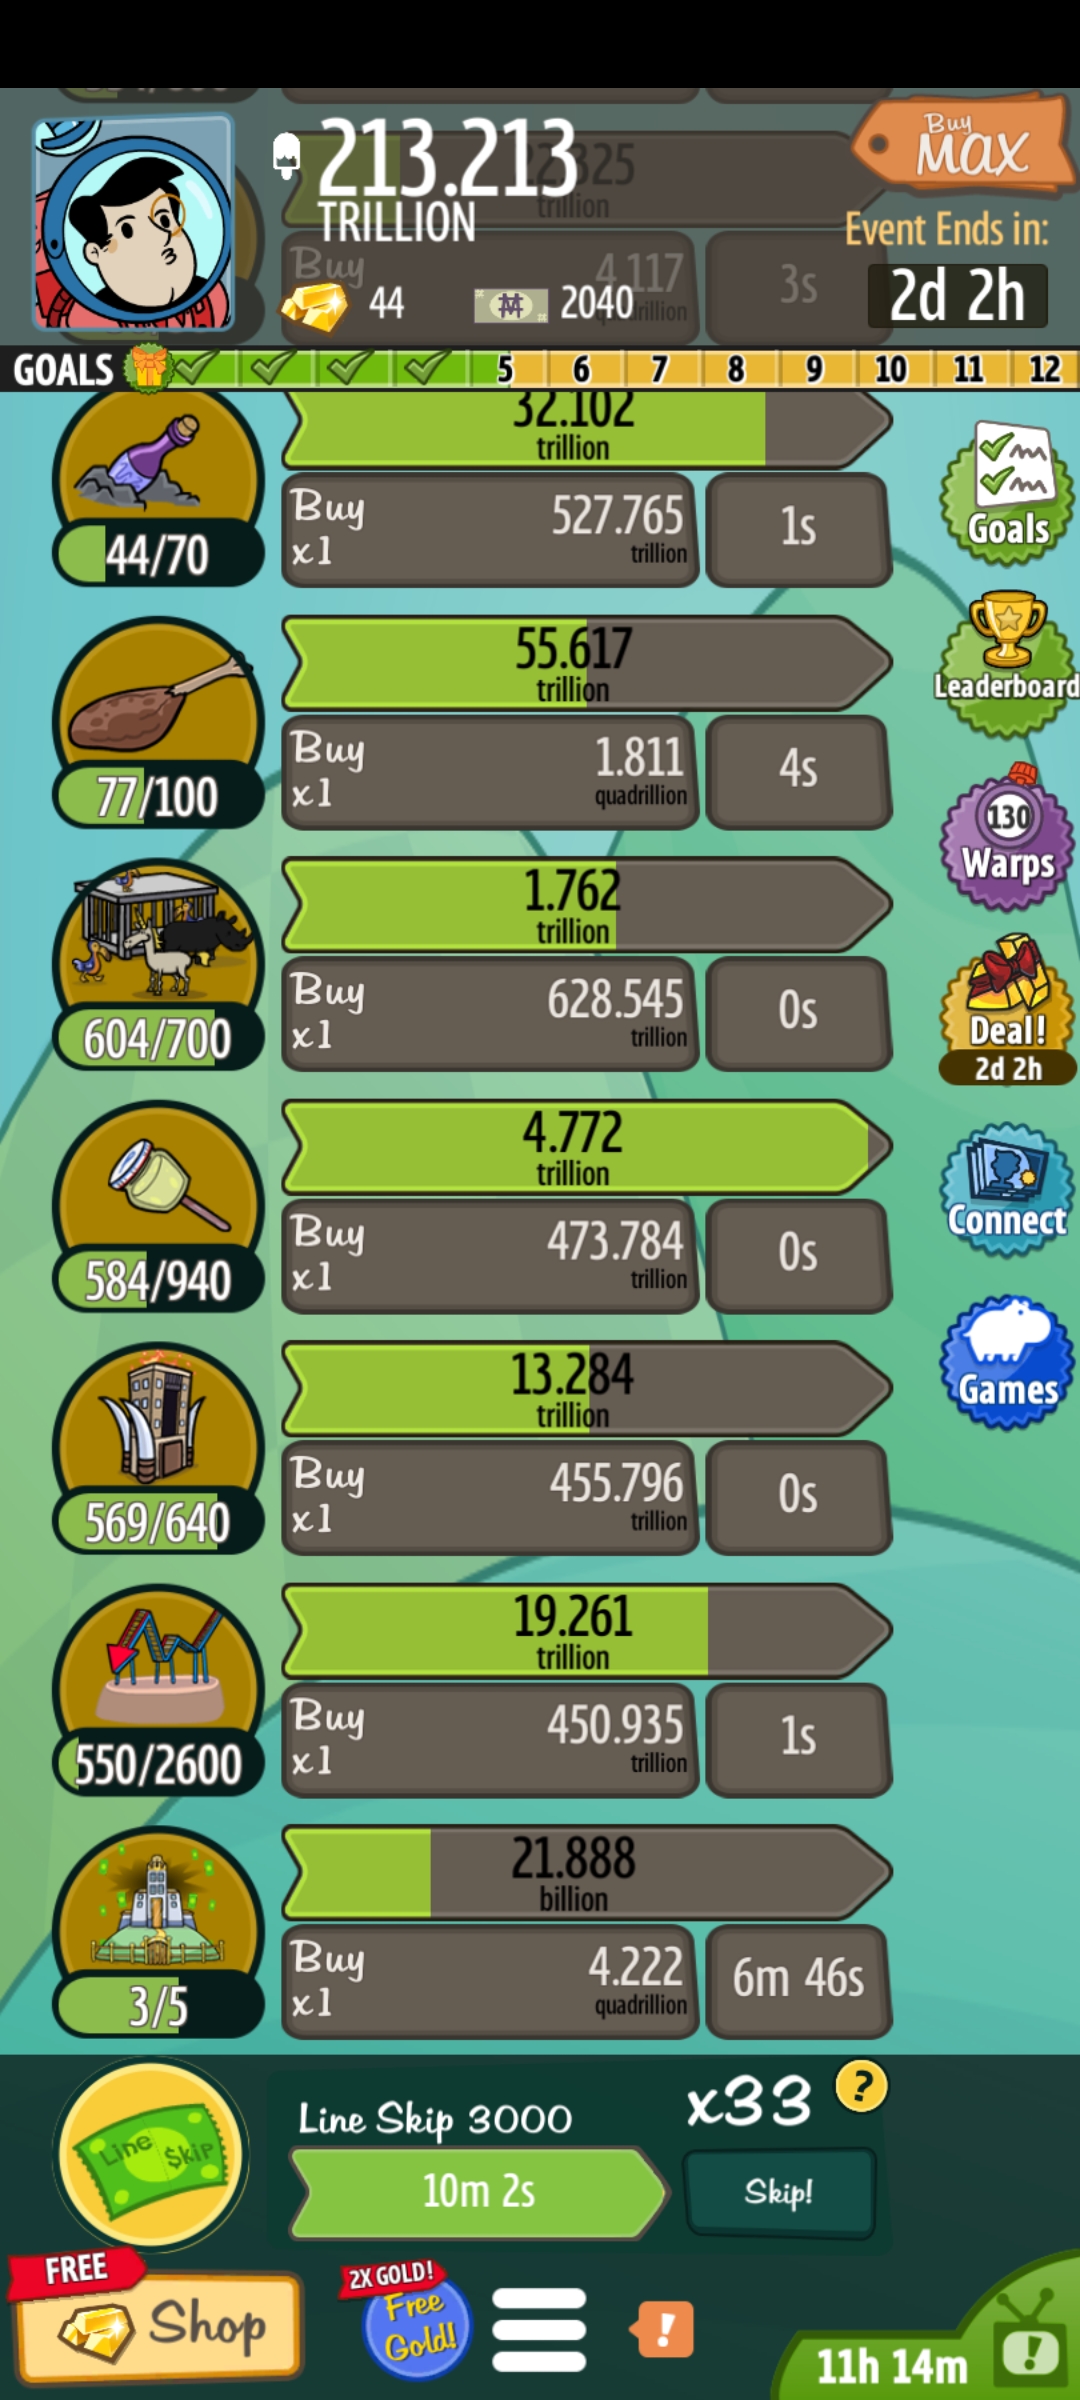 213.213
TRILLION
Buy
MAX
Event Ends in:
2d 2h
44
2040
trillion
Buy
4.117
3s
GOALS
5
6
7
8
9
10
11
12
32.102
trillion
44/70
Buy
x1
527.765
trillion
1s
Goals
55.617
trillion
77/100
Buy
x1
1.811
quadrillion
4s
Leaderboard
130
Warps
1.762
trillion
604/700
Buy
x1
628.545
trillion
0s
Deal!
2d 2h
4.772
trillion
584/940
Buy
x1
473.784
trillion
0s
Connect
13.284
trillion
569/640
Buy
x1
455.796
trillion
0s
Games
19.261
trillion
550/2600
Buy
x1
450.935
trillion
1s
21.888
billion
3/5
Buy
x1
4.222
quadrillion
6m 46s
Line $kip
Line Skip 3000
x33
?
10m 2s
Skip!
FREE
Shop
2X GOLD!
Free
Gold!
!
11h 14m
!